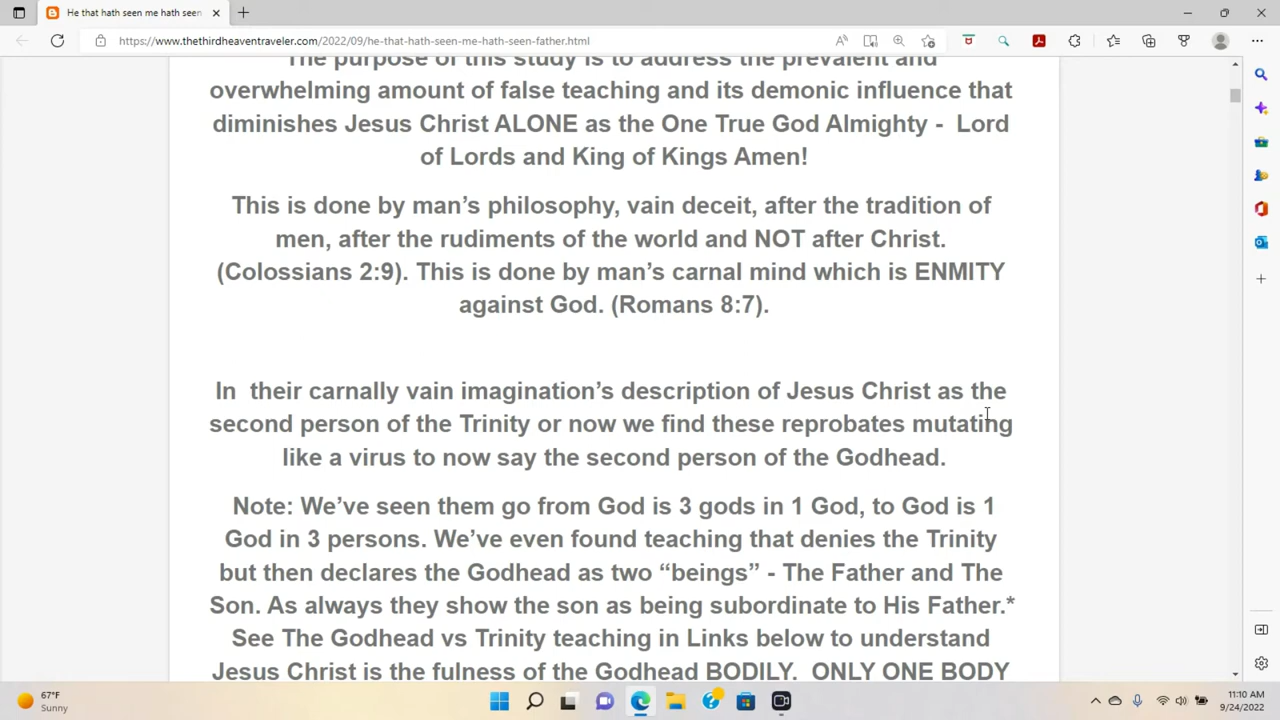 He that hath seen me hath seen
https://www.thethirdheaventraveler.com/2022/09/he-that-hath-seen-me-hath-seen-father.html
The purpose of this study is to address the prevalent and
overwhelming amount of false teaching and its demonic influence that
diminishes Jesus Christ ALONE as the One True God Almighty - Lord
of Lords and King of Kings Amen!
This is done by man’s philosophy, vain deceit, after the tradition of
men, after the rudiments of the world and NOT after Christ.
(Colossians 2:9). This is done by man’s carnal mind which is ENMITY
against God. (Romans 8:7).
In their carnally vain imagination’s description of Jesus Christ as the
second person of the Trinity or now we find these reprobates mutating
like a virus to now say the second person of the Godhead.
Note: We’ve seen them go from God is 3 gods in 1 God, to God is 1
God in 3 persons. We’ve even found teaching that denies the Trinity
but then declares the Godhead as two “beings” - The Father and The
Son. As always they show the son as being subordinate to His Father.*
See The Godhead vs Trinity teaching in Links below to understand
Jesus Christ is the fulness of the Godhead BODILY. ONLY ONE BODY
67°F
Sunny
11:10 AM
9/24/2022